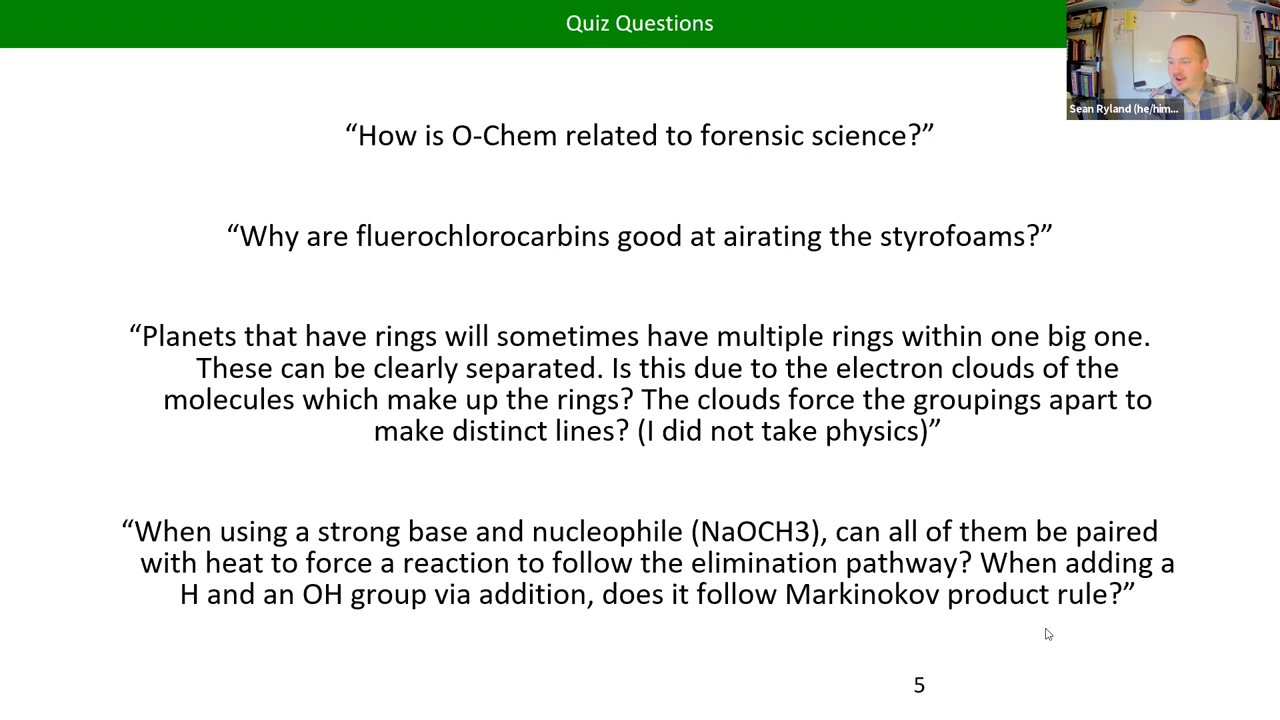 Quiz Questions
Sean Ryland (he/him...
“How is O-Chem related to forensic science?”
“Why are fluerochlorocarbins good at airating the styrofoams?”
“Planets that have rings will sometimes have multiple rings within one big one.
These can be clearly separated. Is this due to the electron clouds of the
molecules which make up the rings? The clouds force the groupings apart to
make distinct lines? (I did not take physics)”
“When using a strong base and nucleophile (NaOCH3), can all of them be paired
with heat to force a reaction to follow the elimination pathway? When adding a
H and an OH group via addition, does it follow Markinokov product rule?”
5